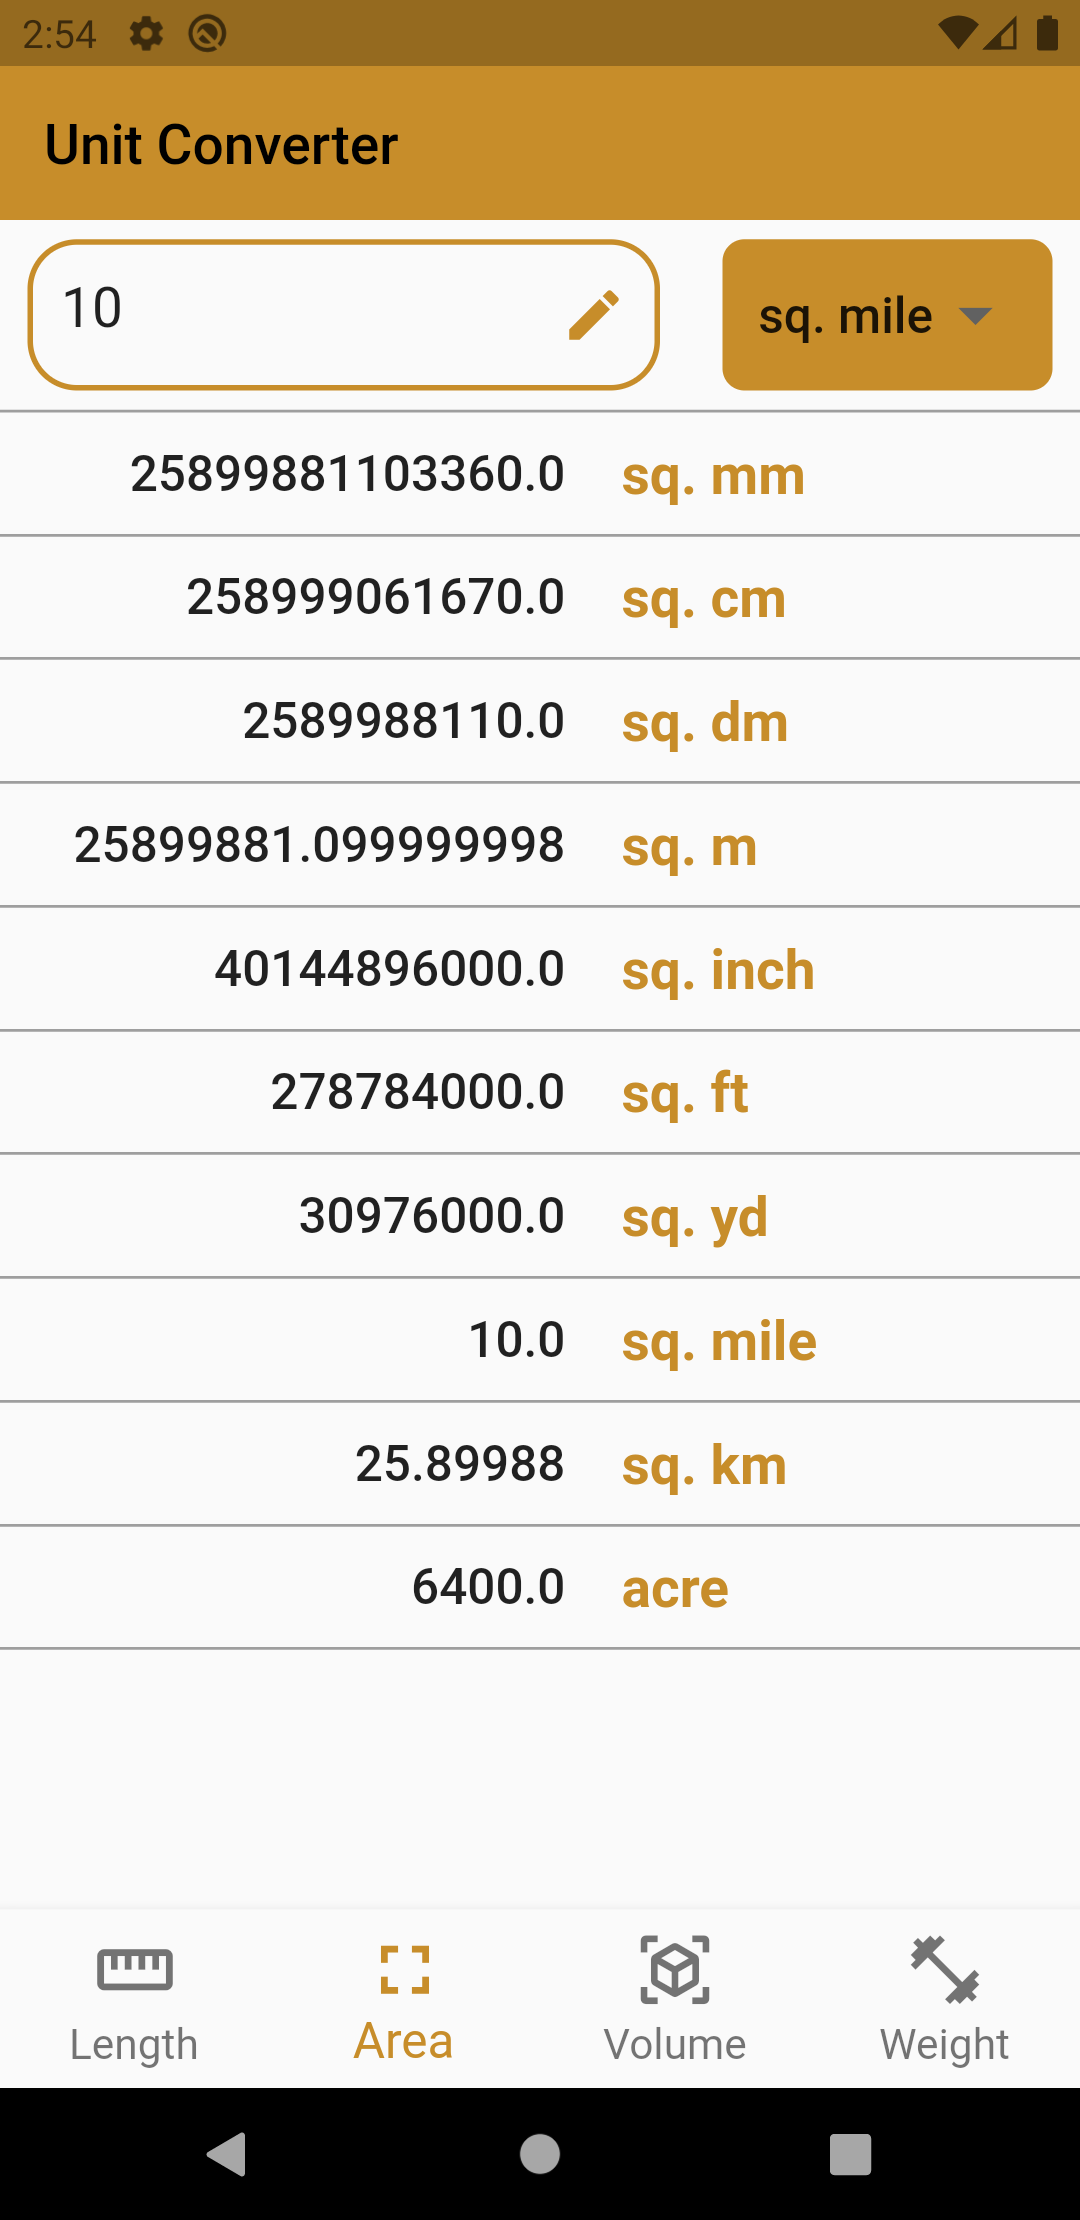 2:54
Unit Converter
10 sq. mile
25899881103360.0 sq. mm
258999061670.0 sq. cm
2589988110.0 sq. dm
25899881.099999998 sq. m
40144896000.0 sq. inch
278784000.0 sq. ft
30976000.0 sq. yd
10.0 sq. mile
25.89988 sq. km
6400.0 acre
Length Area Volume Weight